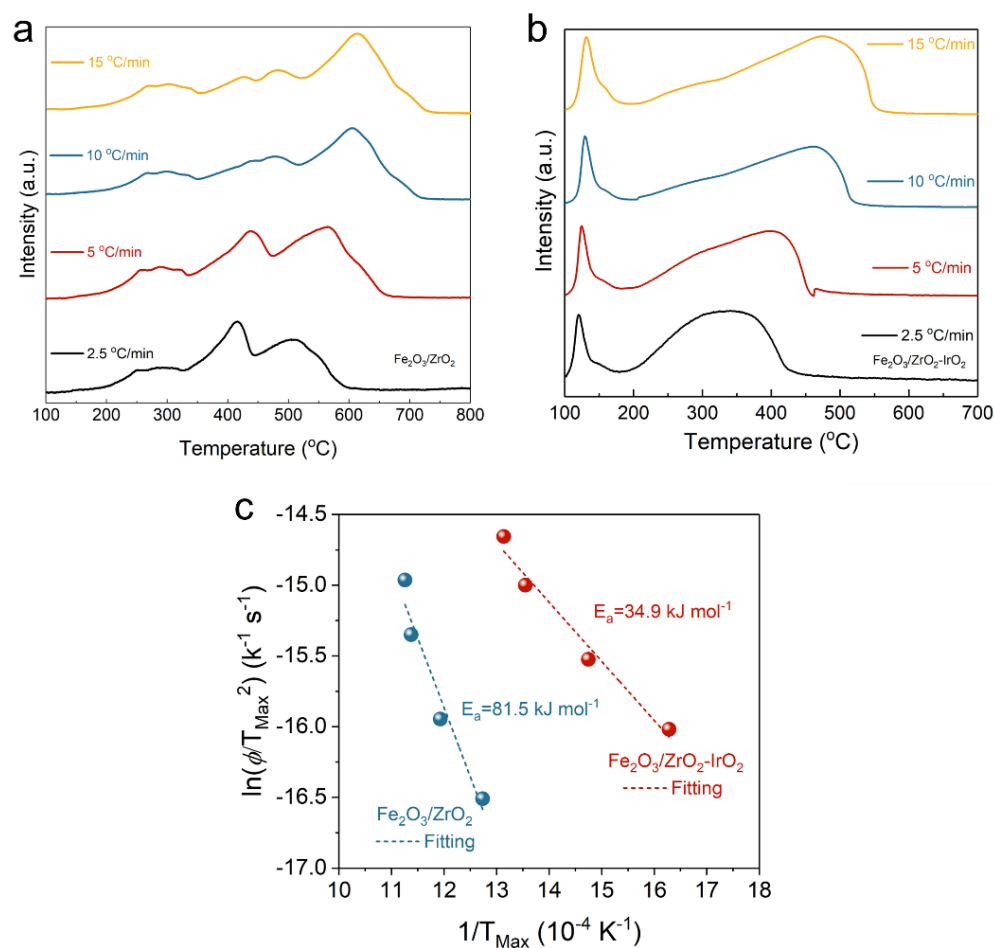 a
15 °C/min
10 °C/min
5 °C/min
2.5 °C/min
Fe₂O₃/ZrO₂
Intensity (a.u.)
100 200 300 400 500 600 700 800
Temperature (°C)
b
15 °C/min
10 °C/min
5 °C/min
2.5 °C/min
Fe₂O₃/ZrO₂-IrO₂
Intensity (a.u.)
100 200 300 400 500 600 700
Temperature (°C)
c
-14.5
-15.0
-15.5
-16.0
-16.5
-17.0
ln(ϕ/T_Max²) (k⁻¹ s⁻¹)
Eₐ=34.9 kJ mol⁻¹
Eₐ=81.5 kJ mol⁻¹
Fe₂O₃/ZrO₂-IrO₂
Fitting
Fe₂O₃/ZrO₂
Fitting
10 11 12 13 14 15 16 17 18
1/T_Max (10⁻⁴ K⁻¹)